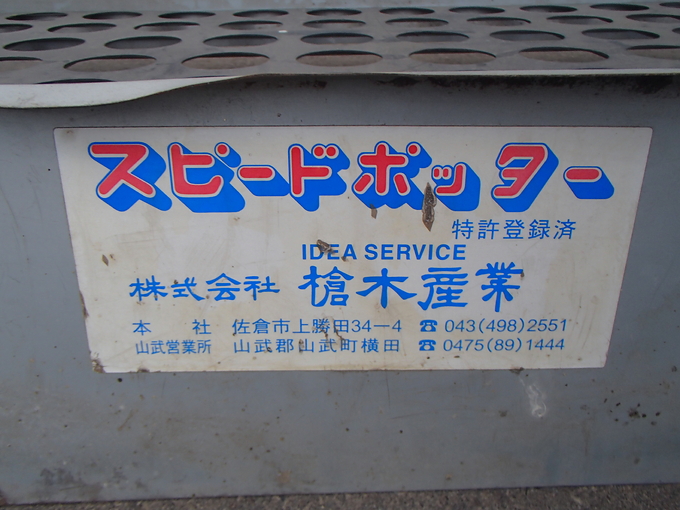 スピードポッター
特許登録済
IDEA SERVICE
株式会社 槍木産業
本 社 佐倉市上勝田34-4 ☎ 043(498)2551
山武営業所 山武郡山武町横田 ☎ 0475(89)1444